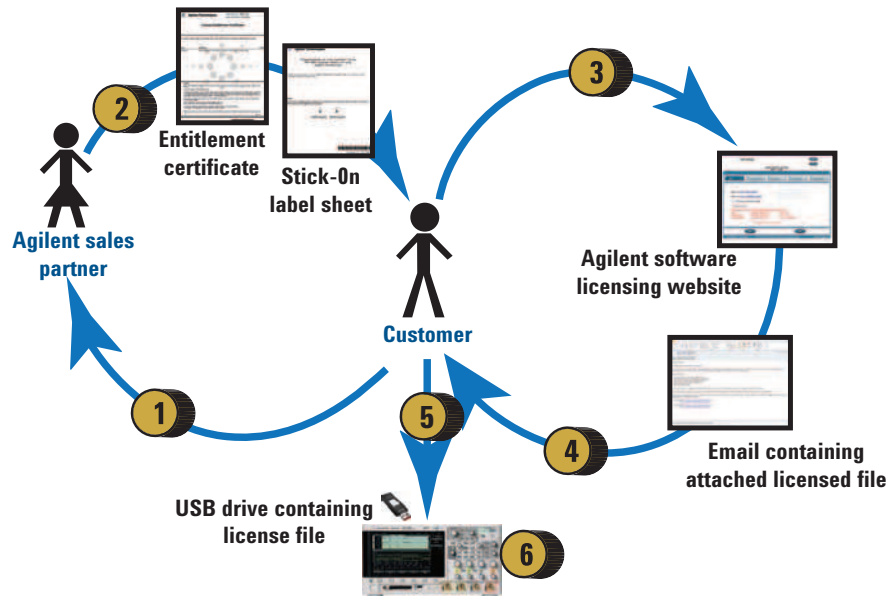 2
Entitlement
certificate
Stick-On
label sheet
3
Agilent sales
partner
Agilent software
licensing website
Customer
1
5
4
Email containing
attached licensed file
USB drive containing
license file
6